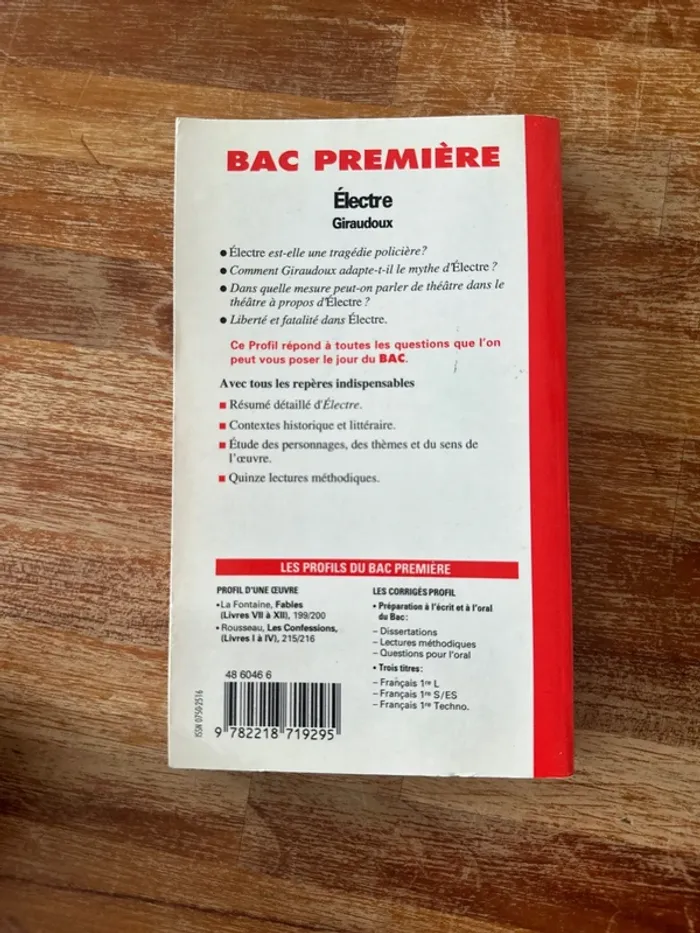 BAC PREMIÈRE
Électre
Giraudoux
● Électre est-elle une tragédie policière ?
● Comment Giraudoux adapte-t-il le mythe d'Électre ?
● Dans quelle mesure peut-on parler de théâtre dans le
théâtre à propos d'Électre ?
● Liberté et fatalité dans Électre.
Ce Profil répond à toutes les questions que l'on
peut vous poser le jour du BAC.
Avec tous les repères indispensables
■ Résumé détaillé d'Électre.
■ Contextes historique et littéraire.
■ Étude des personnages, des thèmes et du sens de
l'œuvre.
■ Quinze lectures méthodiques.
LES PROFILS DU BAC PREMIÈRE
PROFIL D'UNE ŒUVRE
•La Fontaine, Fables
(Livres VII à XII), 199/200
•Rousseau, Les Confessions,
(Livres I à IV), 215/216
LES CORRIGÉS PROFIL
• Préparation à l'écrit et à l'oral
du Bac :
– Dissertations
– Lectures méthodiques
– Questions pour l'oral
• Trois titres :
– Français 1re L
– Français 1re S/ES
– Français 1re Techno.
48 6046 6
ISSN 0750-2516
9 782218 719295